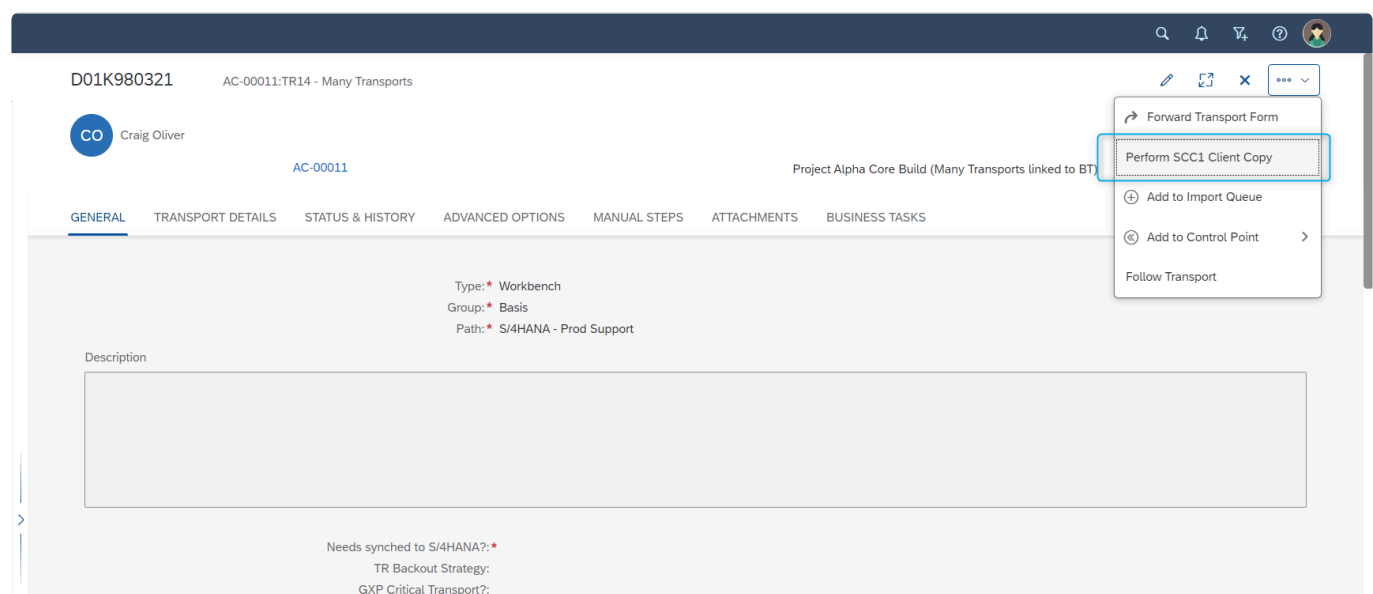 D01K980321
AC-00011:TR14 - Many Transports
CO
Craig Oliver
AC-00011
Project Alpha Core Build (Many Transports linked to BT)
Forward Transport Form
Perform SCC1 Client Copy
Add to Import Queue
Add to Control Point
Follow Transport
GENERAL
TRANSPORT DETAILS
STATUS & HISTORY
ADVANCED OPTIONS
MANUAL STEPS
ATTACHMENTS
BUSINESS TASKS
Type:* Workbench
Group:* Basis
Path:* S/4HANA - Prod Support
Description
Needs synched to S/4HANA?:*
TR Backout Strategy:
GXP Critical Transport?: